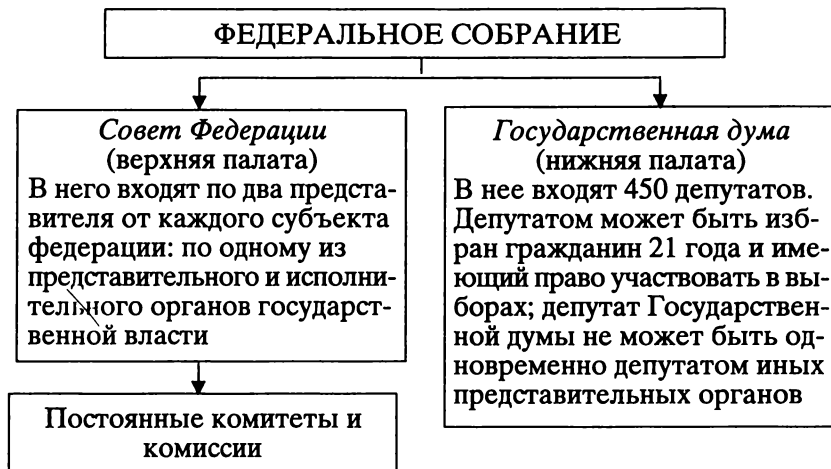 ФЕДЕРАЛЬНОЕ СОБРАНИЕ
Совет Федерации
(верхняя палата)
В него входят по два предста-
вителя от каждого субъекта
федерации: по одному из
представительного и исполни-
тельного органов государст-
венной власти
Государственная дума
(нижняя палата)
В нее входят 450 депутатов.
Депутатом может быть изб-
ран гражданин 21 года и име-
ющий право участвовать в вы-
борах; депутат Государствен-
ной думы не может быть од-
новременно депутатом иных
представительных органов
Постоянные комитеты и
комиссии